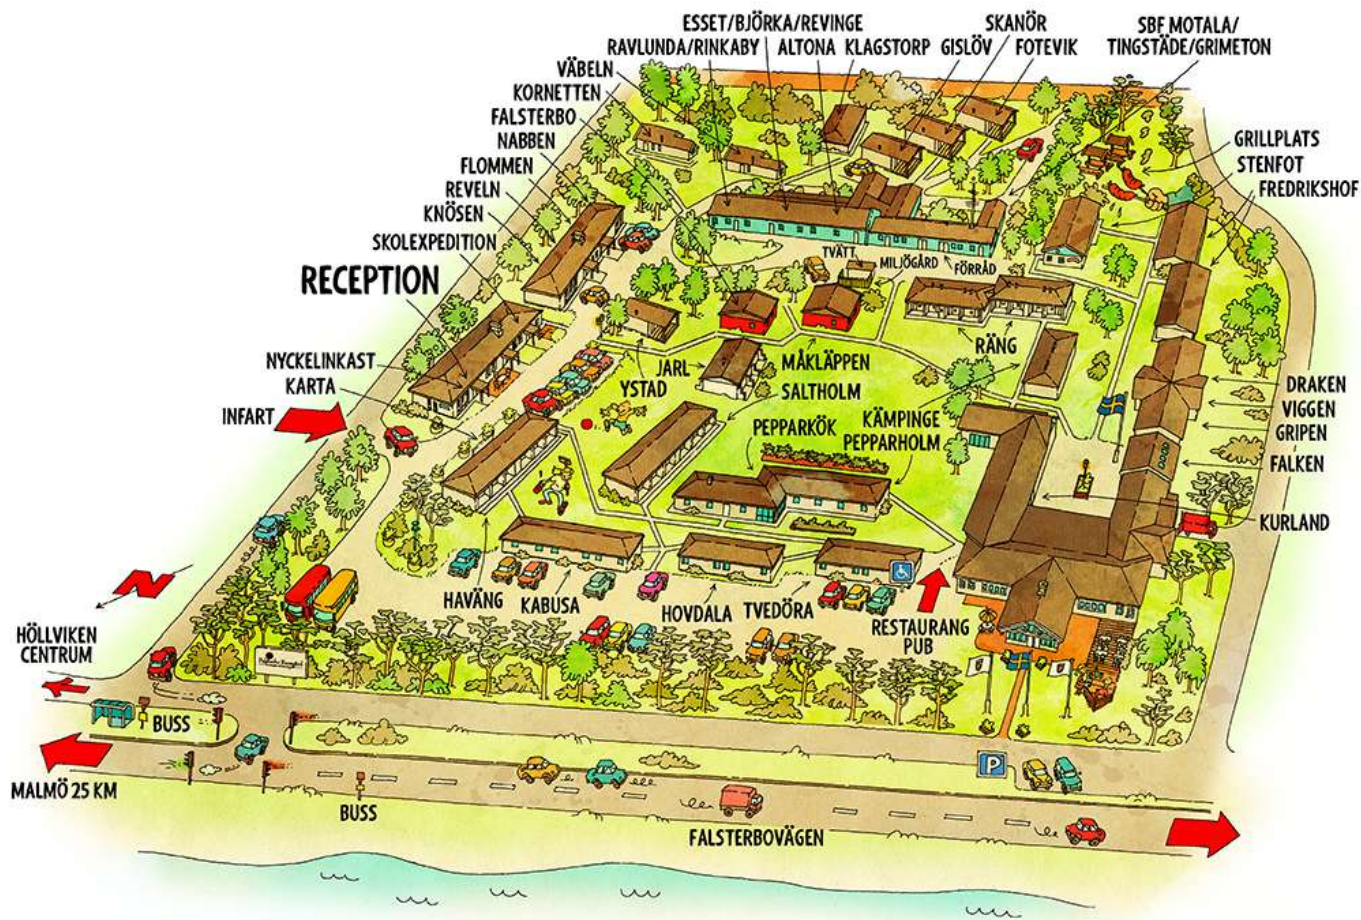 ESSET/BJÖRKA/REVINGE
SKANÖR
SBF MOTALA/
RAVLUNDA/RINKABY
ALTONA
KLAGSTORP
GISLÖV
FOTEVIK
TINGSTÄDE/GRIMETON
VÄBELN
KORNETTEN
FALSTERBO
NABBEN
FLOMMEN
REVELN
KNÖSEN
SKOLEXPEDITION
RECEPTION
GRILLPLATS
STENFOT
FREDRIKSHOF
TVÄTT
MILJÖGÅRD
FÖRRÅD
RÄNG
NYCKELINKAST
KARTA
INFART
JARL
YSTAD
MÅKLÄPPEN
SALTHOLM
PEPPARKÖK
KÄMPINGE
PEPPARHOLM
DRAKEN
VIGGEN
GRIPEN
FALKEN
KURLAND
HAVÄNG
KABUSA
HOVDALA
TVEDÖRA
RESTAURANG
PUB
HÖLLVIKEN
CENTRUM
BUSS
MALMÖ 25 KM
BUSS
P
FALSTERBOVÄGEN